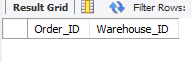 Result Grid Filter Rows:
Order_ID Warehouse_ID